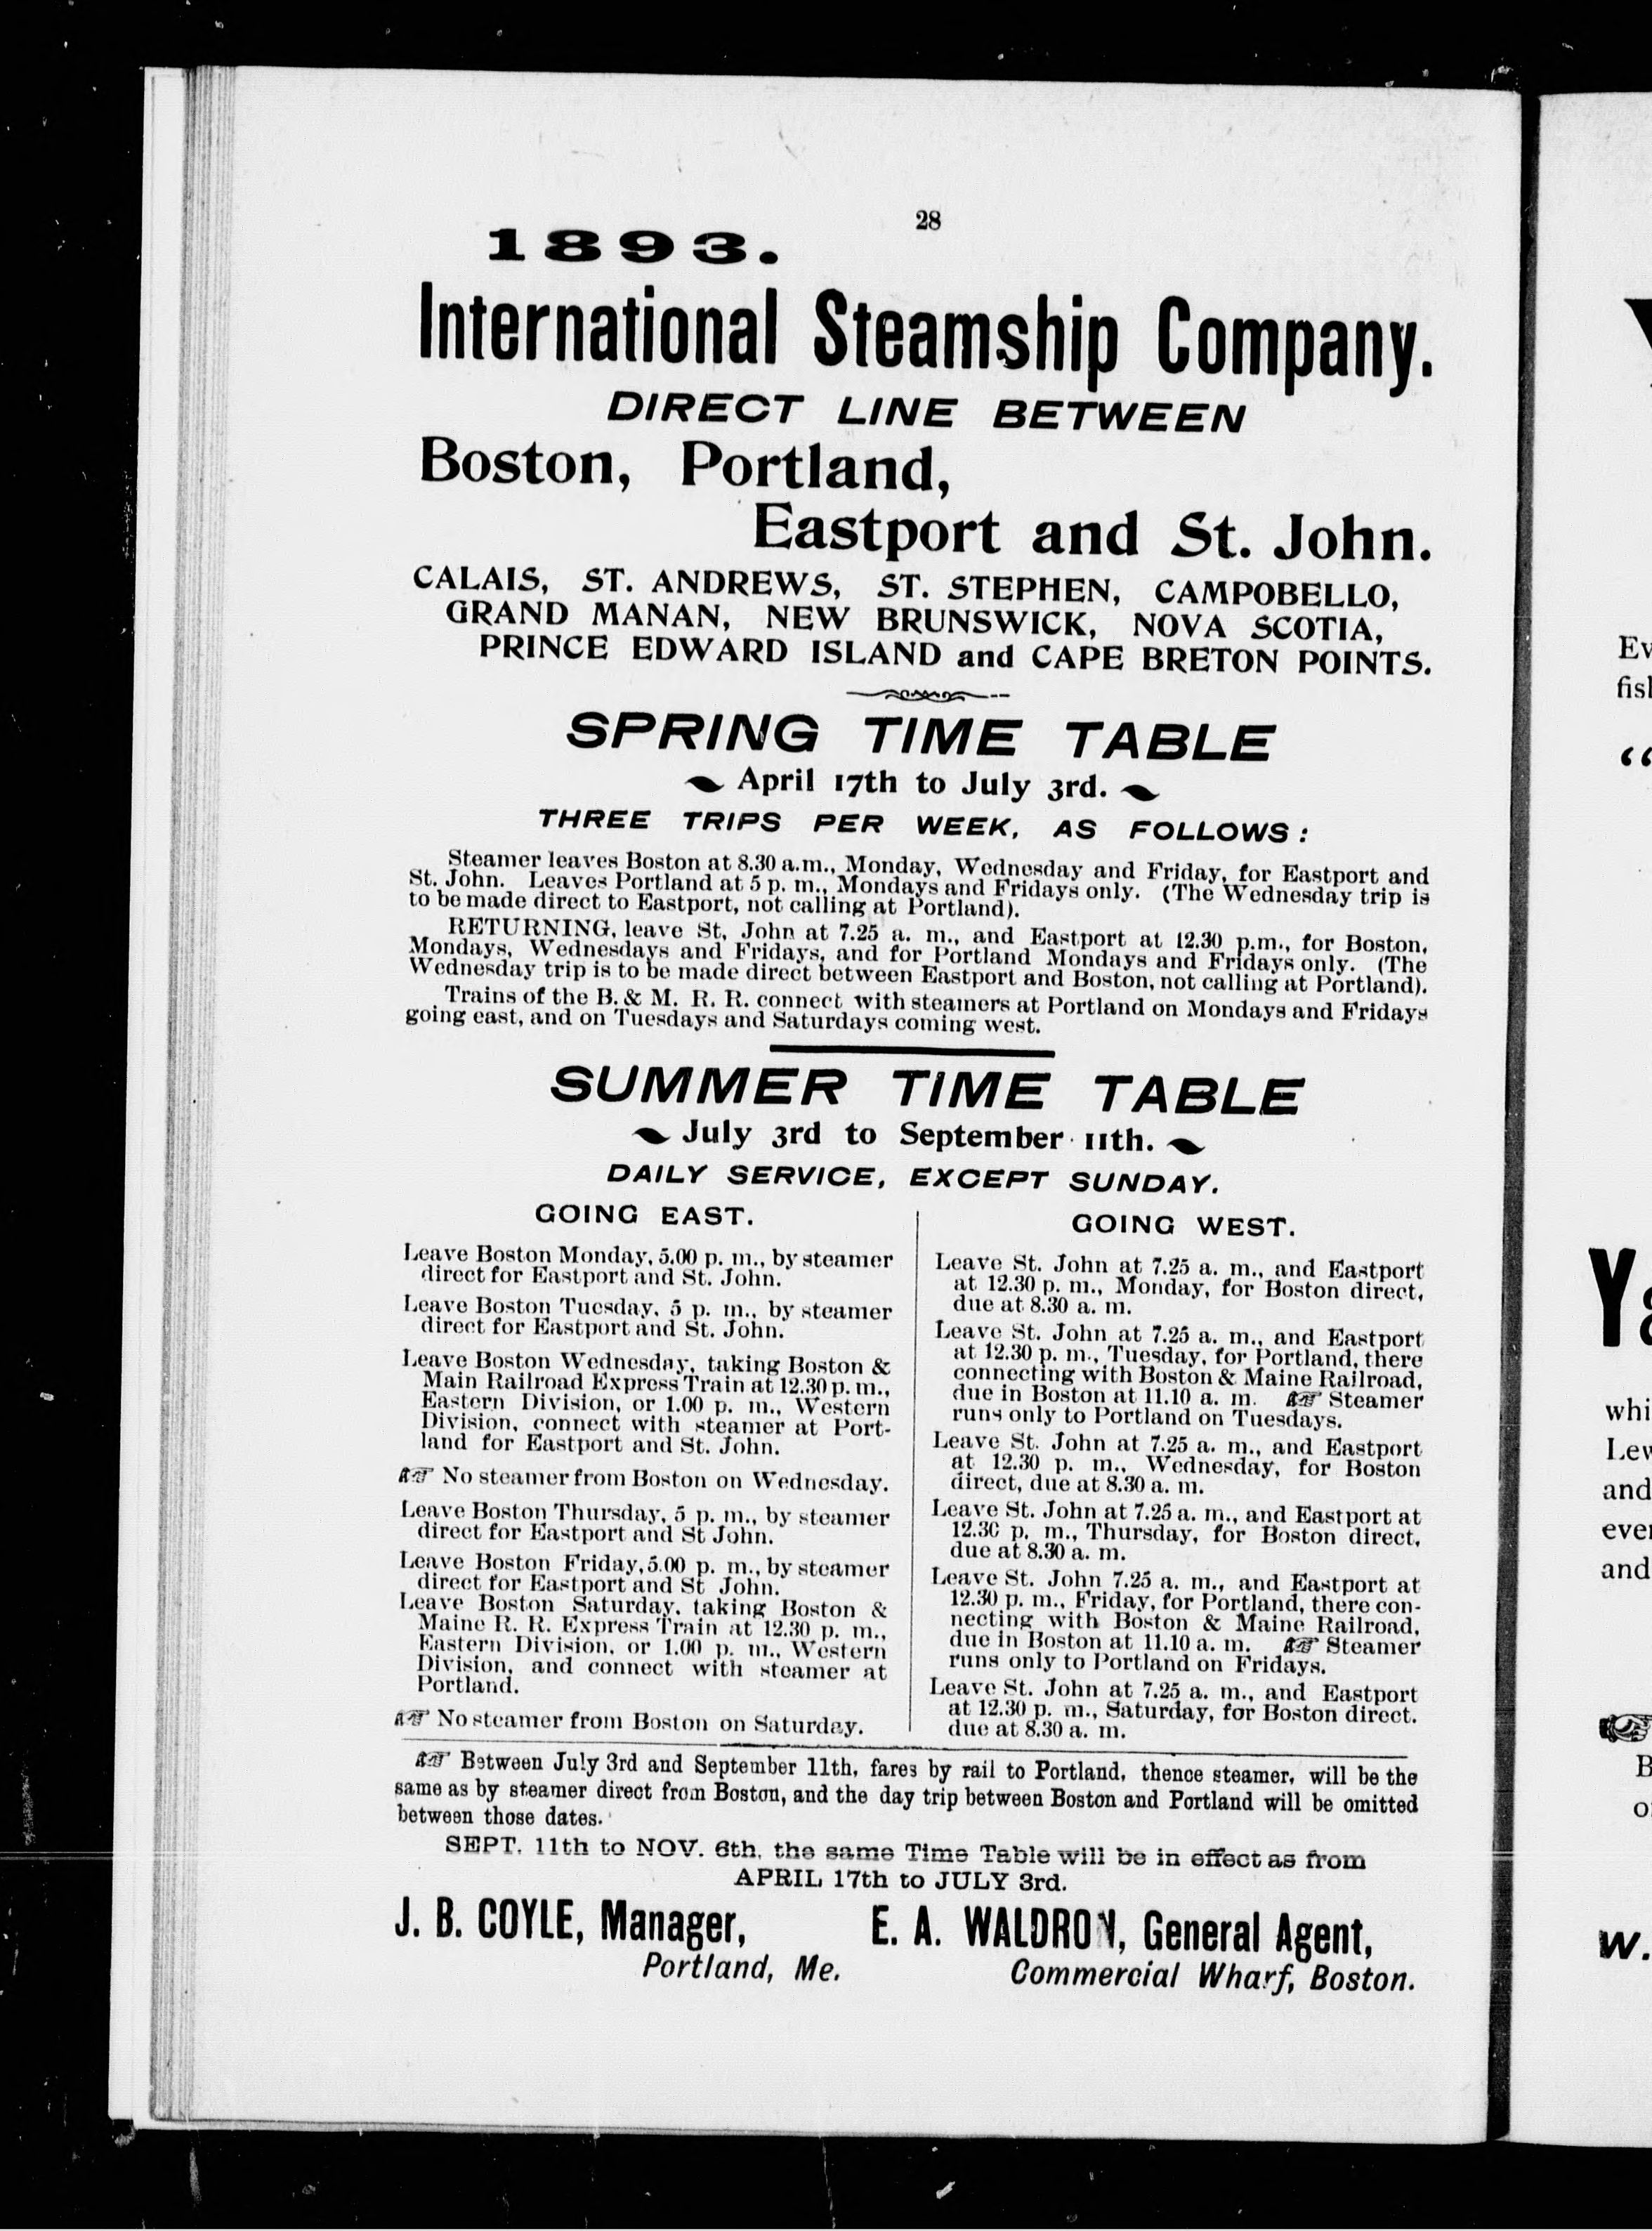 28
1893.
International Steamship Company.
DIRECT LINE BETWEEN
Boston, Portland,
Eastport and St. John.
CALAIS, ST. ANDREWS, ST. STEPHEN, CAMPOBELLO,
GRAND MANAN, NEW BRUNSWICK, NOVA SCOTIA,
PRINCE EDWARD ISLAND and CAPE BRETON POINTS.
SPRING TIME TABLE
April 17th to July 3rd.
THREE TRIPS PER WEEK, AS FOLLOWS:
Steamer leaves Boston at 8.30 a.m., Monday, Wednesday and Friday, for Eastport and
St. John. Leaves Portland at 5 p. m., Mondays and Fridays only. (The Wednesday trip is
to be made direct to Eastport, not calling at Portland).
RETURNING, leave St, John at 7.25 a. m., and Eastport at 12.30 p.m., for Boston,
Mondays, Wednesdays and Fridays, and for Portland Mondays and Fridays only. (The
Wednesday trip is to be made direct between Eastport and Boston, not calling at Portland).
Trains of the B. & M. R. R. connect with steamers at Portland on Mondays and Fridays
going east, and on Tuesdays and Saturdays coming west.
SUMMER TIME TABLE
July 3rd to September 11th.
DAILY SERVICE, EXCEPT SUNDAY.
GOING EAST.
Leave Boston Monday, 5.00 p. m., by steamer
direct for Eastport and St. John.
Leave Boston Tuesday, 5 p. m., by steamer
direct for Eastport and St. John.
Leave Boston Wednesday, taking Boston &
Main Railroad Express Train at 12.30 p. m.,
Eastern Division, or 1.00 p. m., Western
Division, connect with steamer at Port-
land for Eastport and St. John.
☞ No steamer from Boston on Wednesday.
Leave Boston Thursday, 5 p. m., by steamer
direct for Eastport and St John.
Leave Boston Friday, 5.00 p. m., by steamer
direct for Eastport and St John.
Leave Boston Saturday, taking Boston &
Maine R. R. Express Train at 12.30 p. m.,
Eastern Division, or 1.00 p. m., Western
Division, and connect with steamer at
Portland.
☞ No steamer from Boston on Saturday.
GOING WEST.
Leave St. John at 7.25 a. m., and Eastport
at 12.30 p. m., Monday, for Boston direct,
due at 8.30 a. m.
Leave St. John at 7.25 a. m., and Eastport
at 12.30 p. m., Tuesday, for Portland, there
connecting with Boston & Maine Railroad,
due in Boston at 11.10 a. m. ☞ Steamer
runs only to Portland on Tuesdays.
Leave St. John at 7.25 a. m., and Eastport
at 12.30 p. m., Wednesday, for Boston
direct, due at 8.30 a. m.
Leave St. John at 7.25 a. m., and Eastport at
12.30 p. m., Thursday, for Boston direct,
due at 8.30 a. m.
Leave St. John 7.25 a. m., and Eastport at
12.30 p. m., Friday, for Portland, there con-
necting with Boston & Maine Railroad,
due in Boston at 11.10 a. m. ☞ Steamer
runs only to Portland on Fridays.
Leave St. John at 7.25 a. m., and Eastport
at 12.30 p. m., Saturday, for Boston direct.
due at 8.30 a. m.
☞ Between July 3rd and September 11th, fares by rail to Portland, thence steamer, will be the
same as by steamer direct from Boston, and the day trip between Boston and Portland will be omitted
between those dates.
SEPT. 11th to NOV. 6th, the same Time Table will be in effect as from
APRIL 17th to JULY 3rd.
J. B. COYLE, Manager,
Portland, Me.
E. A. WALDRON, General Agent,
Commercial Wharf, Boston.
whi
and
and
W.